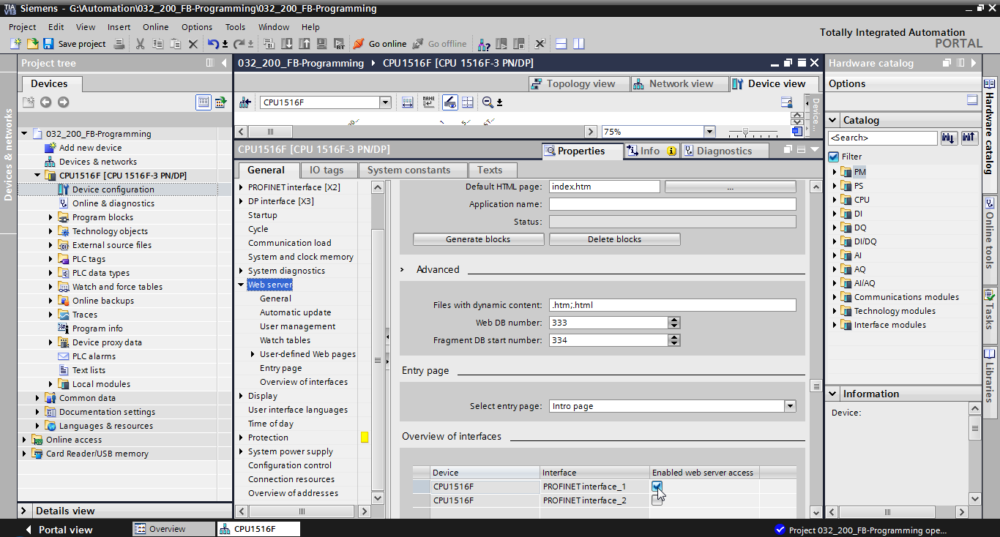 TIA V13
Siemens - G:\Automation\032_200_FB-Programming\032_200_FB-Programming
Project Edit View Insert Online Options Tools Window Help
Totally Integrated Automation
PORTAL
Save project
Go online
Go offline
Project tree
Devices
Devices & networks
032_200_FB-Programming
Add new device
Devices & networks
CPU1516F [CPU 1516F-3 PN/DP]
Device configuration
Online & diagnostics
Program blocks
Technology objects
External source files
PLC tags
PLC data types
Watch and force tables
Online backups
Traces
Program info
Device proxy data
PLC alarms
Text lists
Local modules
Common data
Documentation settings
Languages & resources
Online access
Card Reader/USB memory
Details view
032_200_FB-Programming
CPU1516F [CPU 1516F-3 PN/DP]
Topology view
Network view
Device view
CPU1516F
NAME
75%
Device...
CPU1516F [CPU 1516F-3 PN/DP]
Properties
Info
Diagnostics
General
IO tags
System constants
Texts
PROFINET interface [X2]
DP interface [X3]
Startup
Cycle
Communication load
System and clock memory
System diagnostics
Web server
General
Automatic update
User management
Watch tables
User-defined Web pages
Entry page
Overview of interfaces
Display
User interface languages
Time of day
Protection
System power supply
Configuration control
Connection resources
Overview of addresses
Default HTML page: index.htm ...
Application name:
Status:
Generate blocks
Delete blocks
Advanced
Files with dynamic content: .htm;.html
Web DB number: 333
Fragment DB start number: 334
Entry page
Select entry page: Intro page
Overview of interfaces
Device Interface Enabled web server access
CPU1516F PROFINET interface_1
CPU1516F PROFINET interface_2
Hardware catalog
Options
Catalog
<Search>
Filter
PM
PS
CPU
DI
DQ
DI/DQ
AI
AQ
AI/AQ
Communications modules
Technology modules
Interface modules
Information
Device:
Hardware catalog
Online tools
Tasks
Libraries
Portal view
Overview
CPU1516F
Project 032_200_FB-Programming ope...